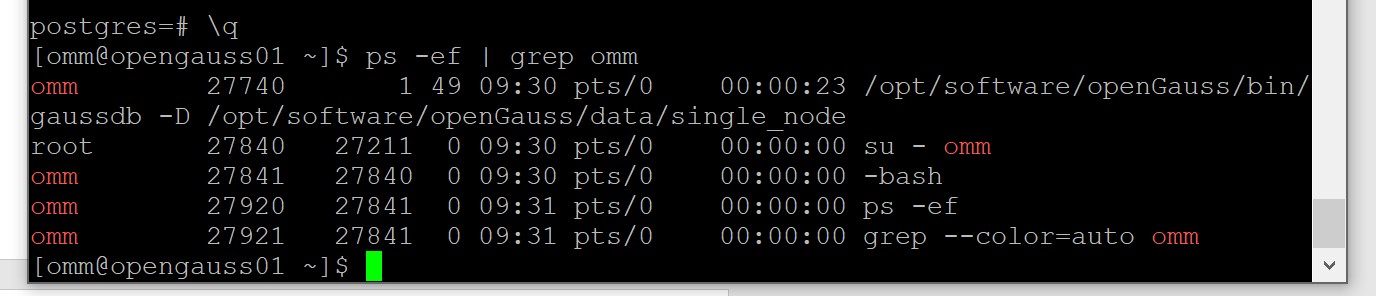 postgres=# \q
[omm@opengauss01 ~]$ ps -ef | grep omm
omm       27740      1 49 09:30 pts/0    00:00:23 /opt/software/openGauss/bin/
gaussdb -D /opt/software/openGauss/data/single_node
root      27840  27211  0 09:30 pts/0    00:00:00 su - omm
omm       27841  27840  0 09:30 pts/0    00:00:00 -bash
omm       27920  27841  0 09:31 pts/0    00:00:00 ps -ef
omm       27921  27841  0 09:31 pts/0    00:00:00 grep --color=auto omm
[omm@opengauss01 ~]$